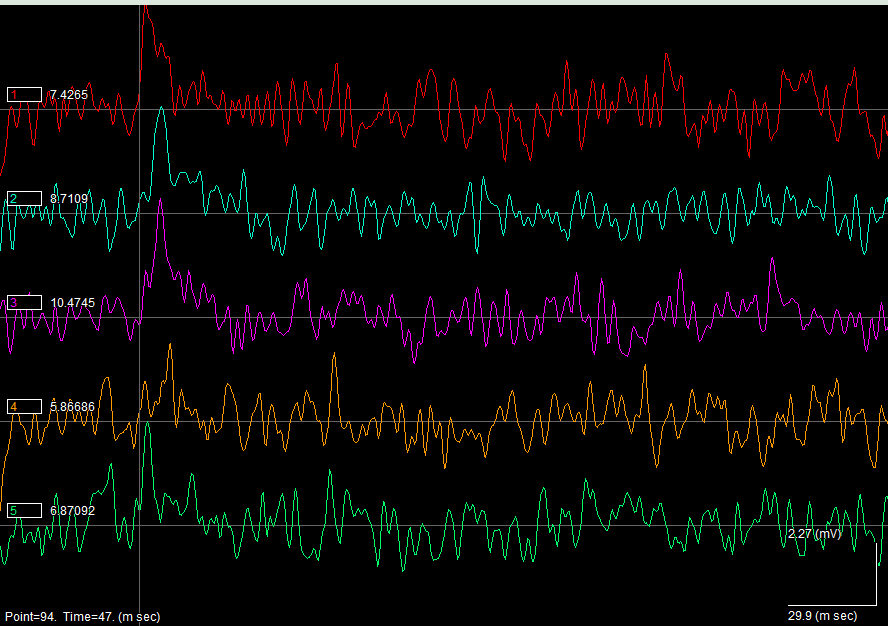 1 7.4265
2 8.7109
3 10.4745
4 5.86686
5 6.87092
2.27 (mV)
29.9 (m sec)
Point=94. Time=47. (m sec)